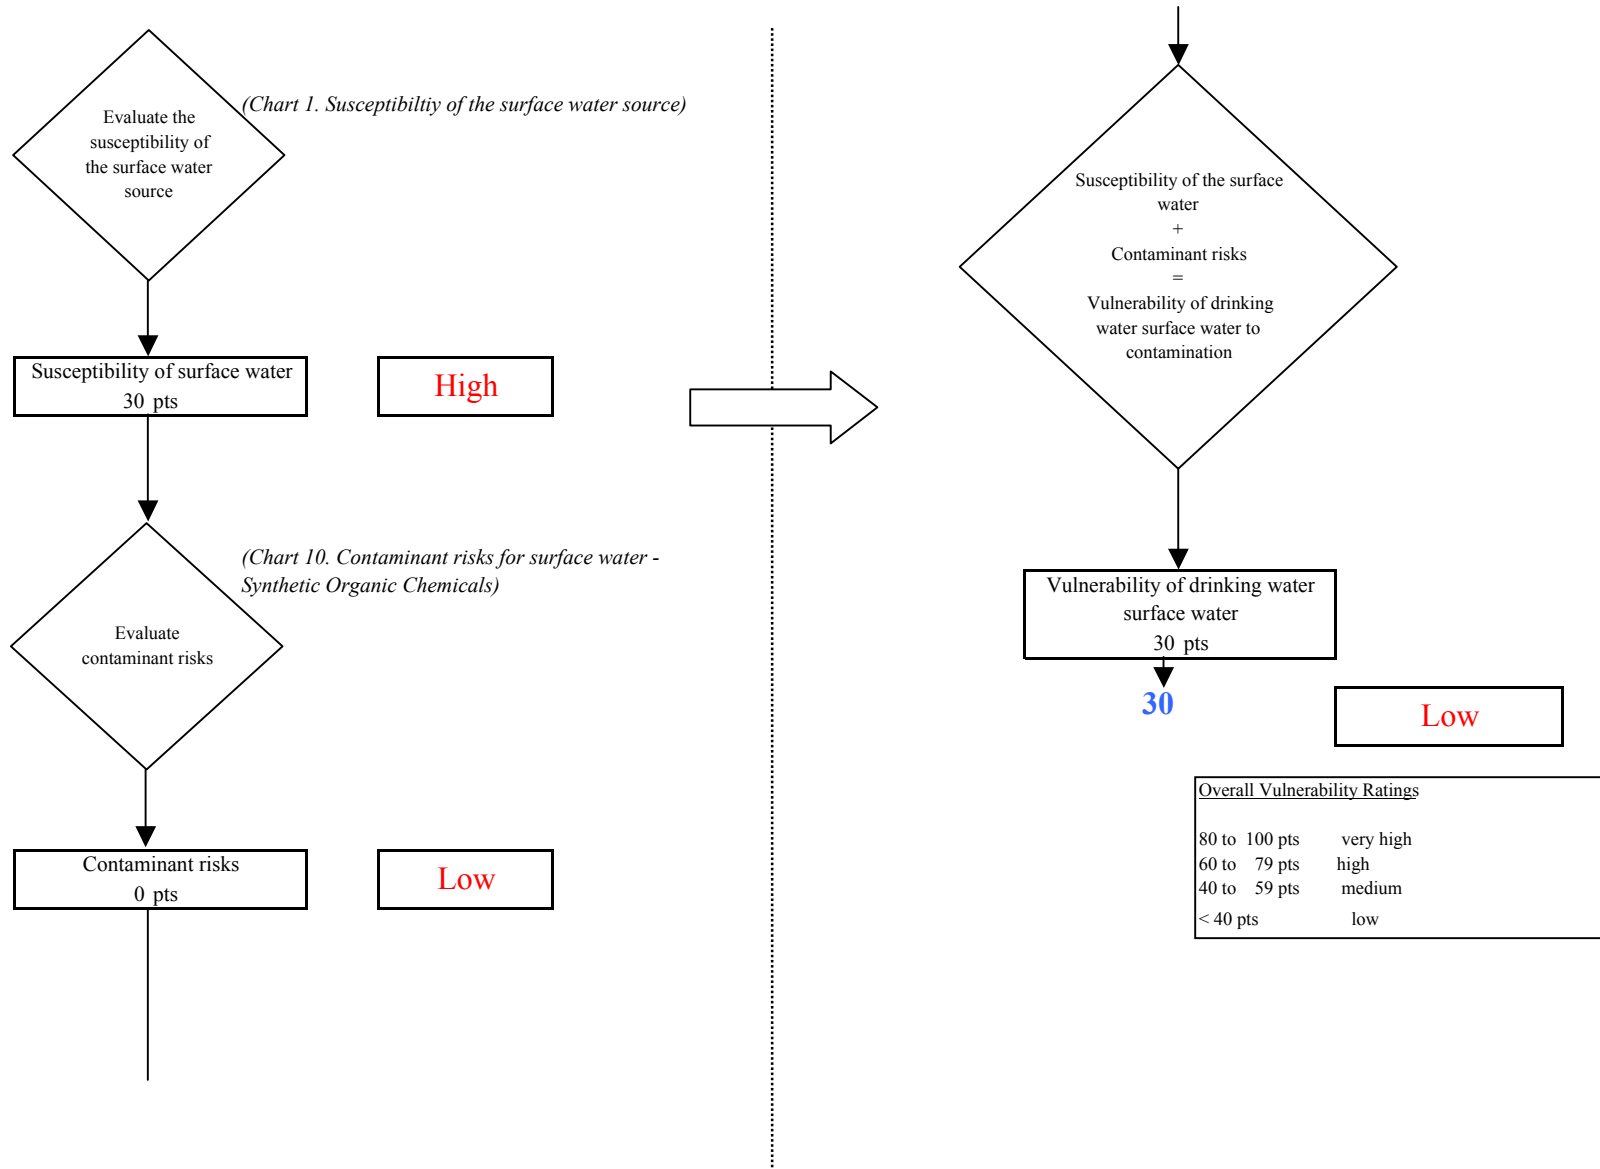 Evaluate the
susceptibility of
the surface water
source
(Chart 1. Susceptibiltiy of the surface water source)
Susceptibility of surface water
30 pts
High
(Chart 10. Contaminant risks for surface water -
Synthetic Organic Chemicals)
Evaluate
contaminant risks
Contaminant risks
0 pts
Low
Susceptibility of the surface
water
+
Contaminant risks
=
Vulnerability of drinking
water surface water to
contamination
Vulnerability of drinking water
surface water
30 pts
30
Low
Overall Vulnerability Ratings
80 to 100 pts very high
60 to 79 pts high
40 to 59 pts medium
< 40 pts low